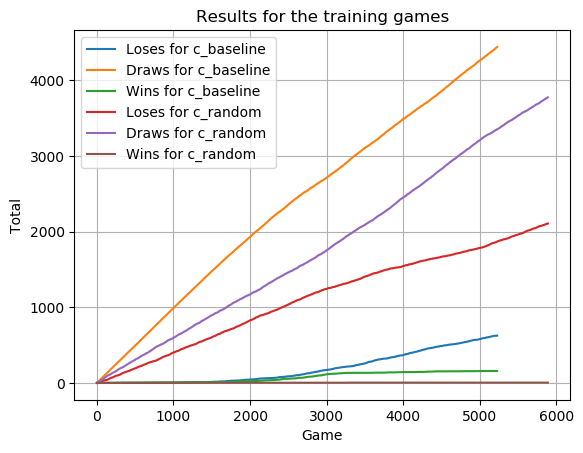 Results for the training games
Loses for c_baseline
Draws for c_baseline
Wins for c_baseline
Loses for c_random
Draws for c_random
Wins for c_random
4000
3000
2000
1000
0
Total
0 1000 2000 3000 4000 5000 6000
Game